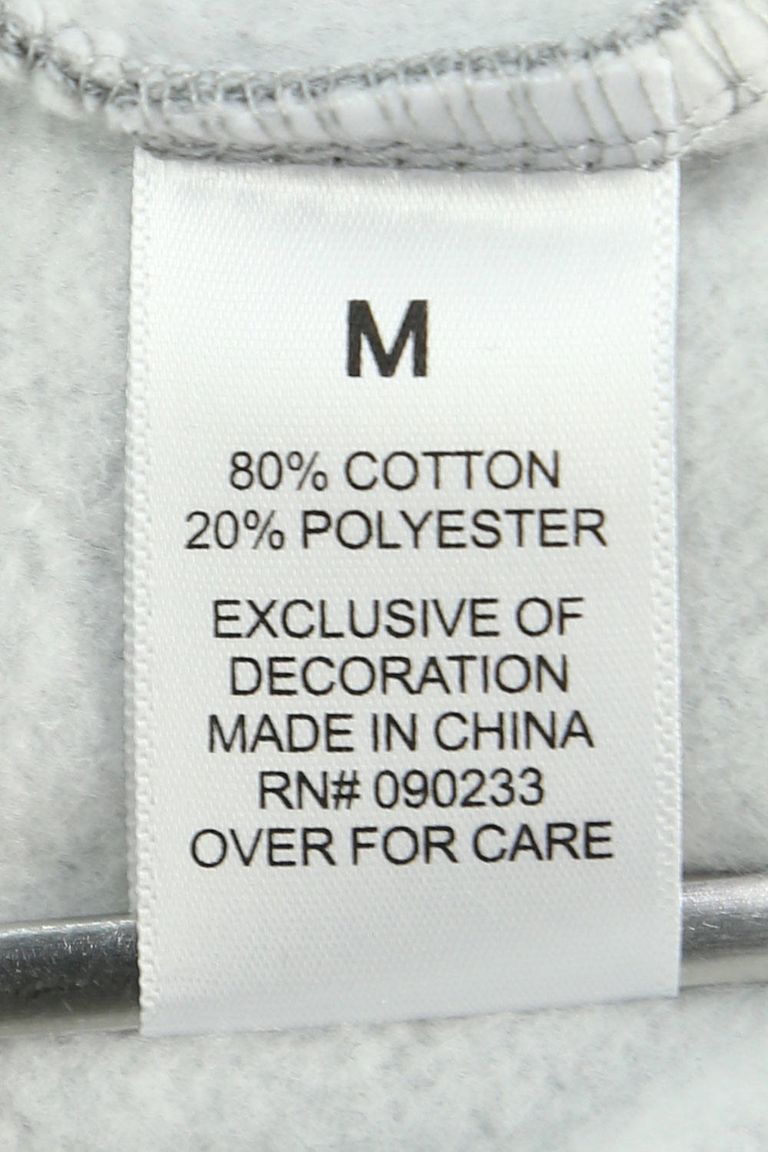 M
80% COTTON
20% POLYESTER
EXCLUSIVE OF
DECORATION
MADE IN CHINA
RN# 090233
OVER FOR CARE